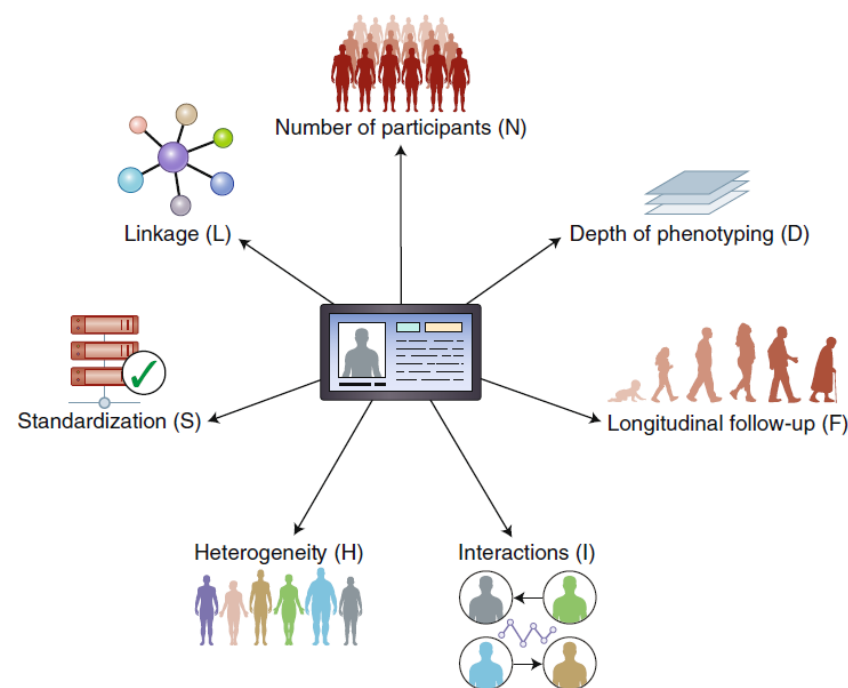 Number of participants (N)
Linkage (L)
Depth of phenotyping (D)
Standardization (S)
Longitudinal follow-up (F)
Heterogeneity (H)
Interactions (I)